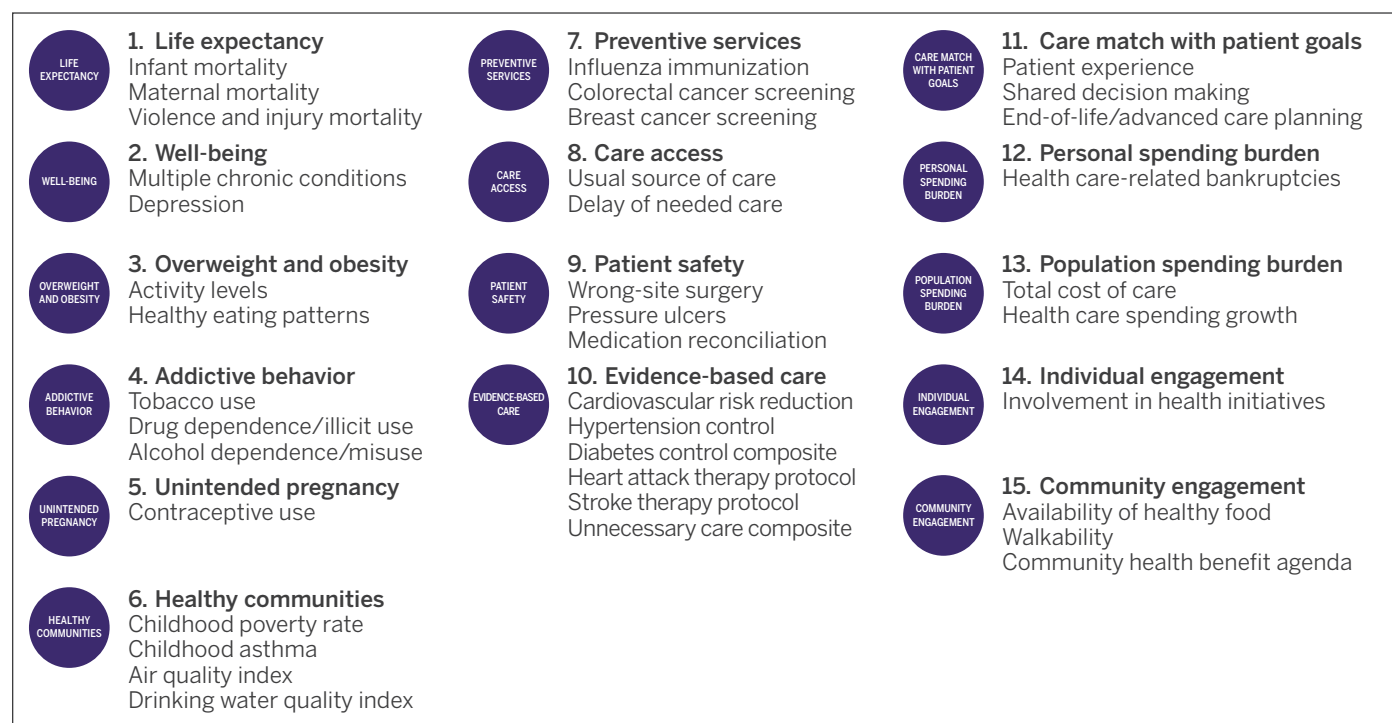 LIFE
EXPECTANCY
1. Life expectancy
Infant mortality
Maternal mortality
Violence and injury mortality
WELL-BEING
2. Well-being
Multiple chronic conditions
Depression
OVERWEIGHT
AND OBESITY
3. Overweight and obesity
Activity levels
Healthy eating patterns
ADDICTIVE
BEHAVIOR
4. Addictive behavior
Tobacco use
Drug dependence/illicit use
Alcohol dependence/misuse
UNINTENDED
PREGNANCY
5. Unintended pregnancy
Contraceptive use
HEALTHY
COMMUNITIES
6. Healthy communities
Childhood poverty rate
Childhood asthma
Air quality index
Drinking water quality index
PREVENTIVE
SERVICES
7. Preventive services
Influenza immunization
Colorectal cancer screening
Breast cancer screening
CARE
ACCESS
8. Care access
Usual source of care
Delay of needed care
PATIENT
SAFETY
9. Patient safety
Wrong-site surgery
Pressure ulcers
Medication reconciliation
EVIDENCE-BASED
CARE
10. Evidence-based care
Cardiovascular risk reduction
Hypertension control
Diabetes control composite
Heart attack therapy protocol
Stroke therapy protocol
Unnecessary care composite
CARE MATCH
WITH PATIENT
GOALS
11. Care match with patient goals
Patient experience
Shared decision making
End-of-life/advanced care planning
PERSONAL
SPENDING
BURDEN
12. Personal spending burden
Health care-related bankruptcies
POPULATION
SPENDING
BURDEN
13. Population spending burden
Total cost of care
Health care spending growth
INDIVIDUAL
ENGAGEMENT
14. Individual engagement
Involvement in health initiatives
COMMUNITY
ENGAGEMENT
15. Community engagement
Availability of healthy food
Walkability
Community health benefit agenda